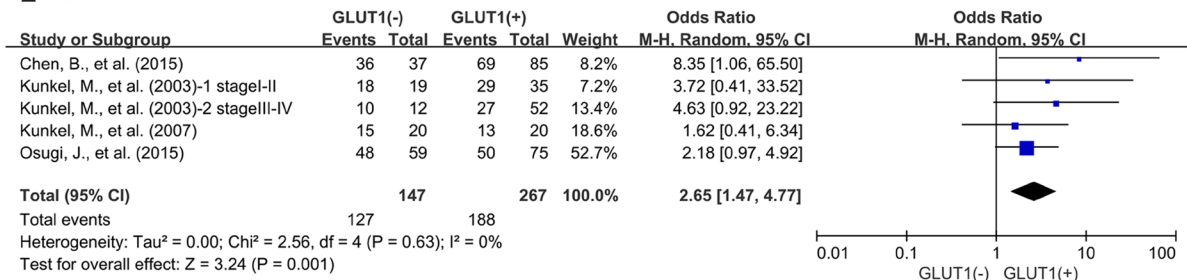 GLUT1(-) GLUT1(+) Odds Ratio Odds Ratio
Study or Subgroup Events Total Events Total Weight M-H, Random, 95% CI M-H, Random, 95% CI
Chen, B., et al. (2015) 36 37 69 85 8.2% 8.35 [1.06, 65.50]
Kunkel, M., et al. (2003)-1 stageI-II 18 19 29 35 7.2% 3.72 [0.41, 33.52]
Kunkel, M., et al. (2003)-2 stageIII-IV 10 12 27 52 13.4% 4.63 [0.92, 23.22]
Kunkel, M., et al. (2007) 15 20 13 20 18.6% 1.62 [0.41, 6.34]
Osugi, J., et al. (2015) 48 59 50 75 52.7% 2.18 [0.97, 4.92]
Total (95% CI) 147 267 100.0% 2.65 [1.47, 4.77]
Total events 127 188
Heterogeneity: Tau² = 0.00; Chi² = 2.56, df = 4 (P = 0.63); I² = 0%
Test for overall effect: Z = 3.24 (P = 0.001)
0.01 0.1 1 10 100
GLUT1(-) GLUT1(+)